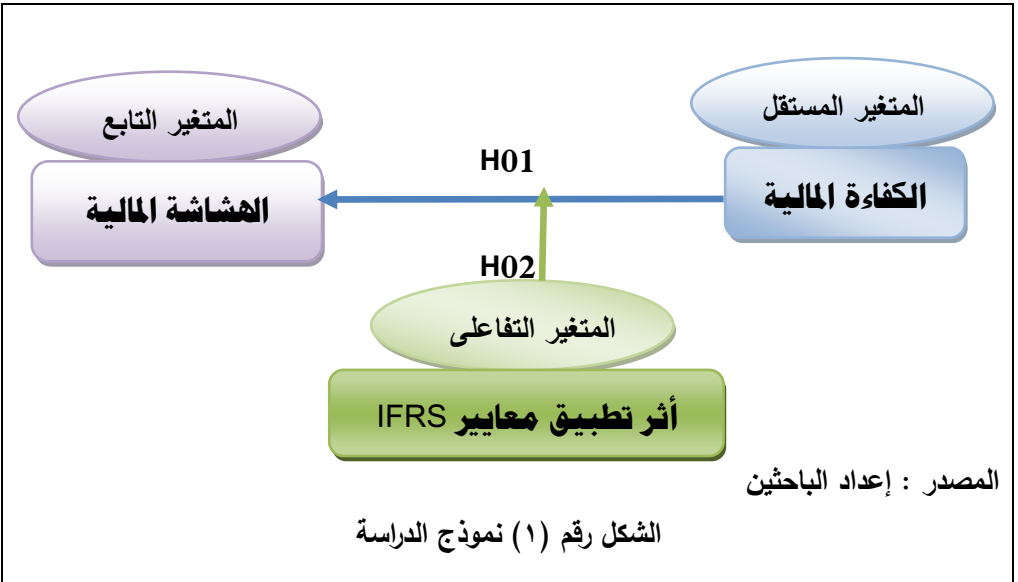 المتغير المستقل
الكفاءة المالية
المتغير التابع
الهشاشة المالية
H01
H02
المتغير التفاعلى
أثر تطبيق معايير IFRS
المصدر : إعداد الباحثين
الشكل رقم (١) نموذج الدراسة